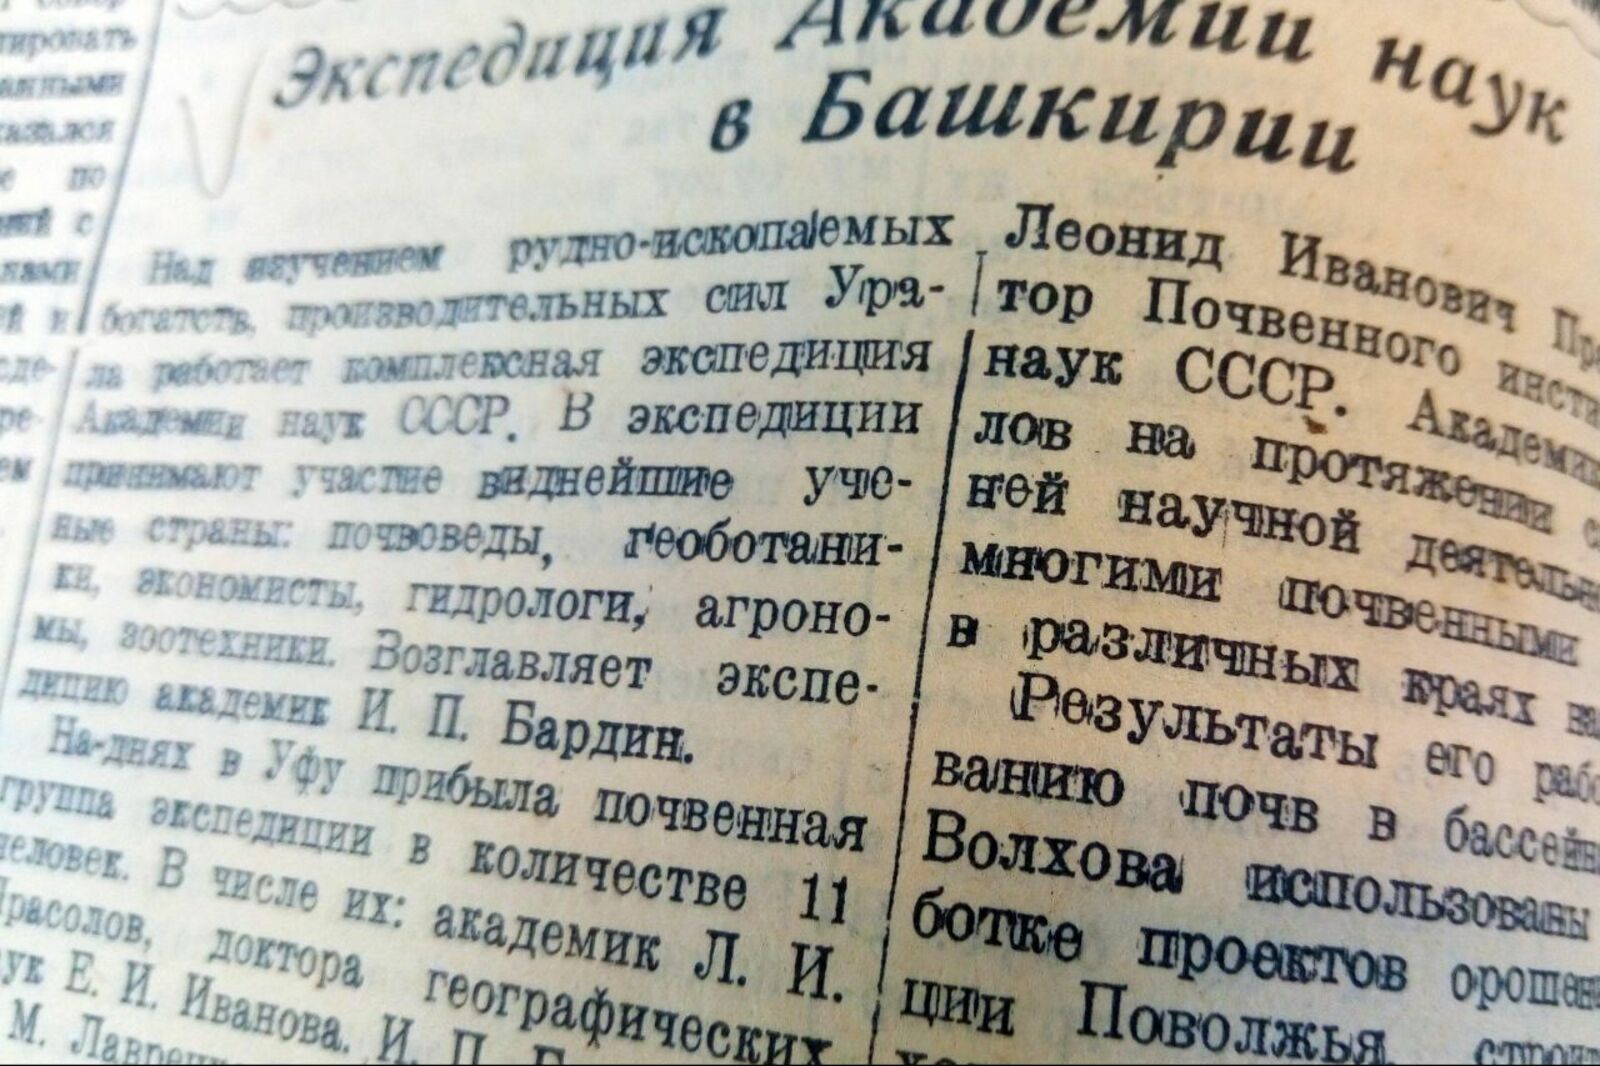 Экспедиция Академии наук
в Башкирии
Над изучением рудно-ископаемых
богатств, производительных сил Ура-
ла работает комплексная экспедиция
Академии наук СССР. В экспедиции
принимают участие виднейшие уче-
ные страны: почвоведы, геоботани-
ки, экономисты, гидрологи, агроно-
мы, зоотехники. Возглавляет экспе-
дицию академик И. П. Бардин.
На-днях в Уфу прибыла почвенная
группа экспедиции в количестве 11
человек. В числе их: академик Л. И.
Прасолов, доктора географических
наук Е. И. Иванова, И. П.
М.
Леонид Иванович
тор Почвенного
наук СССР.
лов на протяжении
ней научной
многими почвенными
в различных краях
Результаты его
ванию почв в
Волхова использованы
ботке проектов
ции Поволжья,